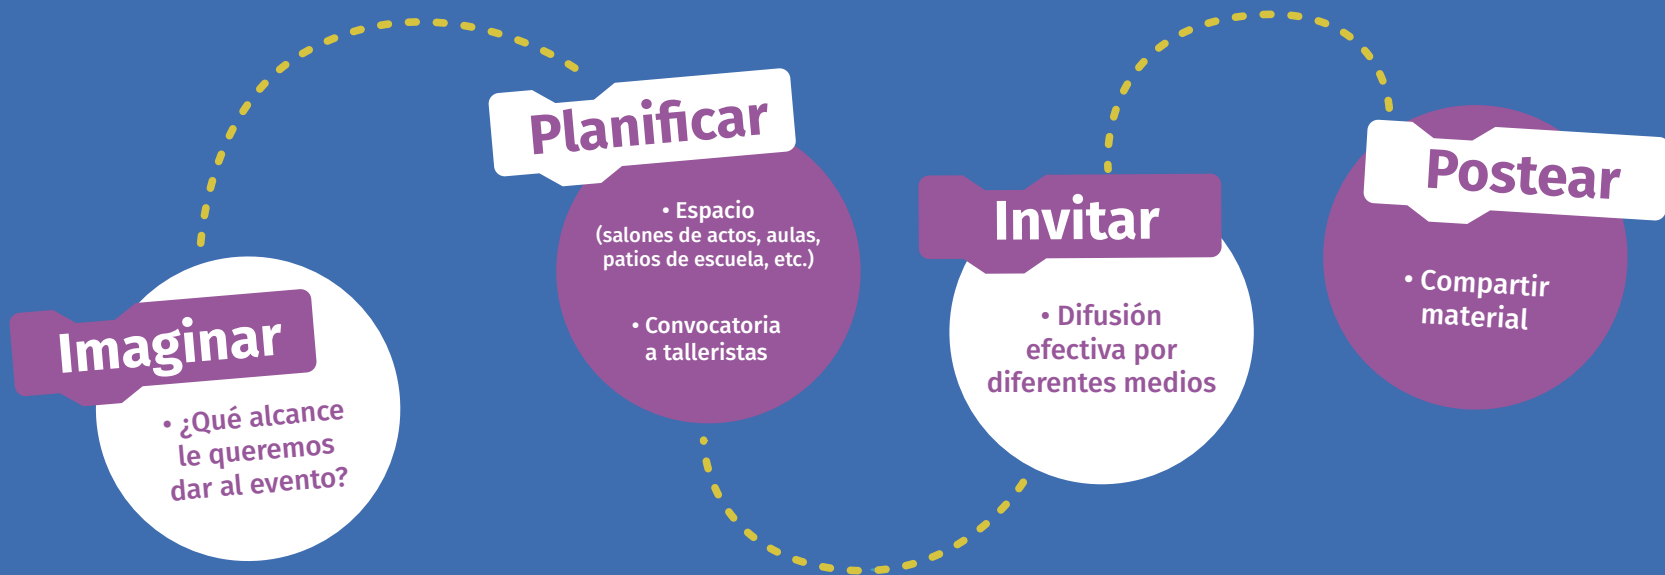 Imaginar
• ¿Qué alcance
le queremos
dar al evento?
Planificar
• Espacio
(salones de actos, aulas,
patios de escuela, etc.)
• Convocatoria
a talleristas
Invitar
• Difusión
efectiva por
diferentes medios
Postear
• Compartir
material